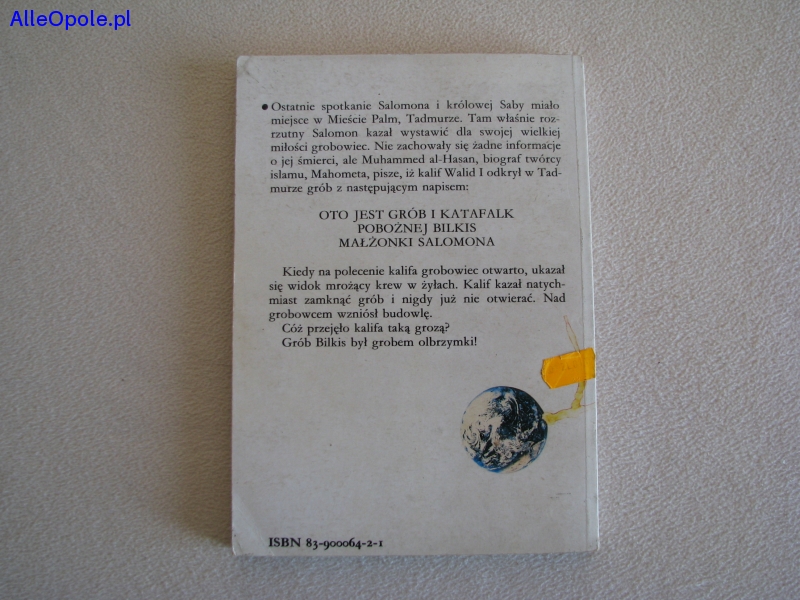 AlleOpole.pl
● Ostatnie spotkanie Salomona i królowej Saby miało
miejsce w Mieście Palm, Tadmurze. Tam właśnie roz-
rzutny Salomon kazał wystawić dla swojej wielkiej
miłości grobowiec. Nie zachowały się żadne informacje
o jej śmierci, ale Muhammed al-Hasan, biograf twórcy
islamu, Mahometa, pisze, iż kalif Walid I odkrył w Tad-
murze grób z następującym napisem:
OTO JEST GRÓB I KATAFALK
POBOŻNEJ BILKIS
MAŁŻONKI SALOMONA
Kiedy na polecenie kalifa grobowiec otwarto, ukazał
się widok mrożący krew w żyłach. Kalif kazał natych-
miast zamknąć grób i nigdy już nie otwierać. Nad
grobowcem wzniósł budowlę.
Cóż przejęło kalifa taką grozą?
Grób Bilkis był grobem olbrzymki!
ISBN 83-900064-2-1